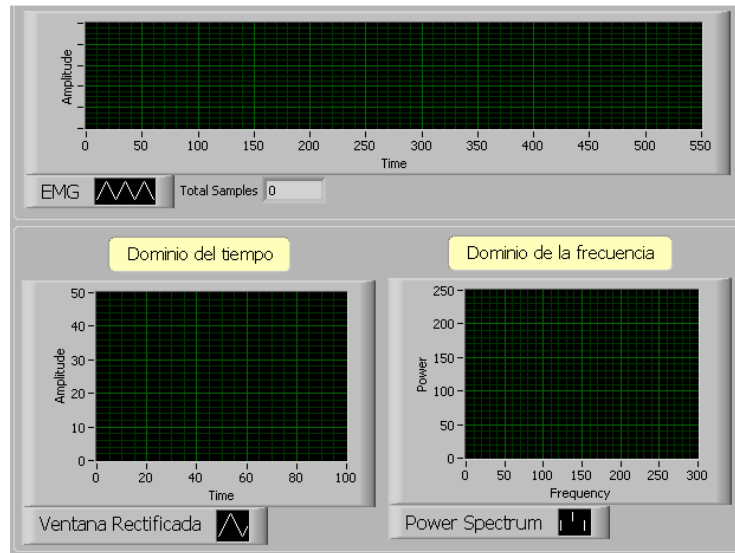 Amplitude
0 50 100 150 200 250 300 350 400 450 500 550
Time
EMG Total Samples 0
Dominio del tiempo
50
40
30
20
10
0
Amplitude
0 20 40 60 80 100
Time
Ventana Rectificada
Dominio de la frecuencia
250
200
150
100
50
0
Power
0 50 100 150 200 250 300
Frequency
Power Spectrum